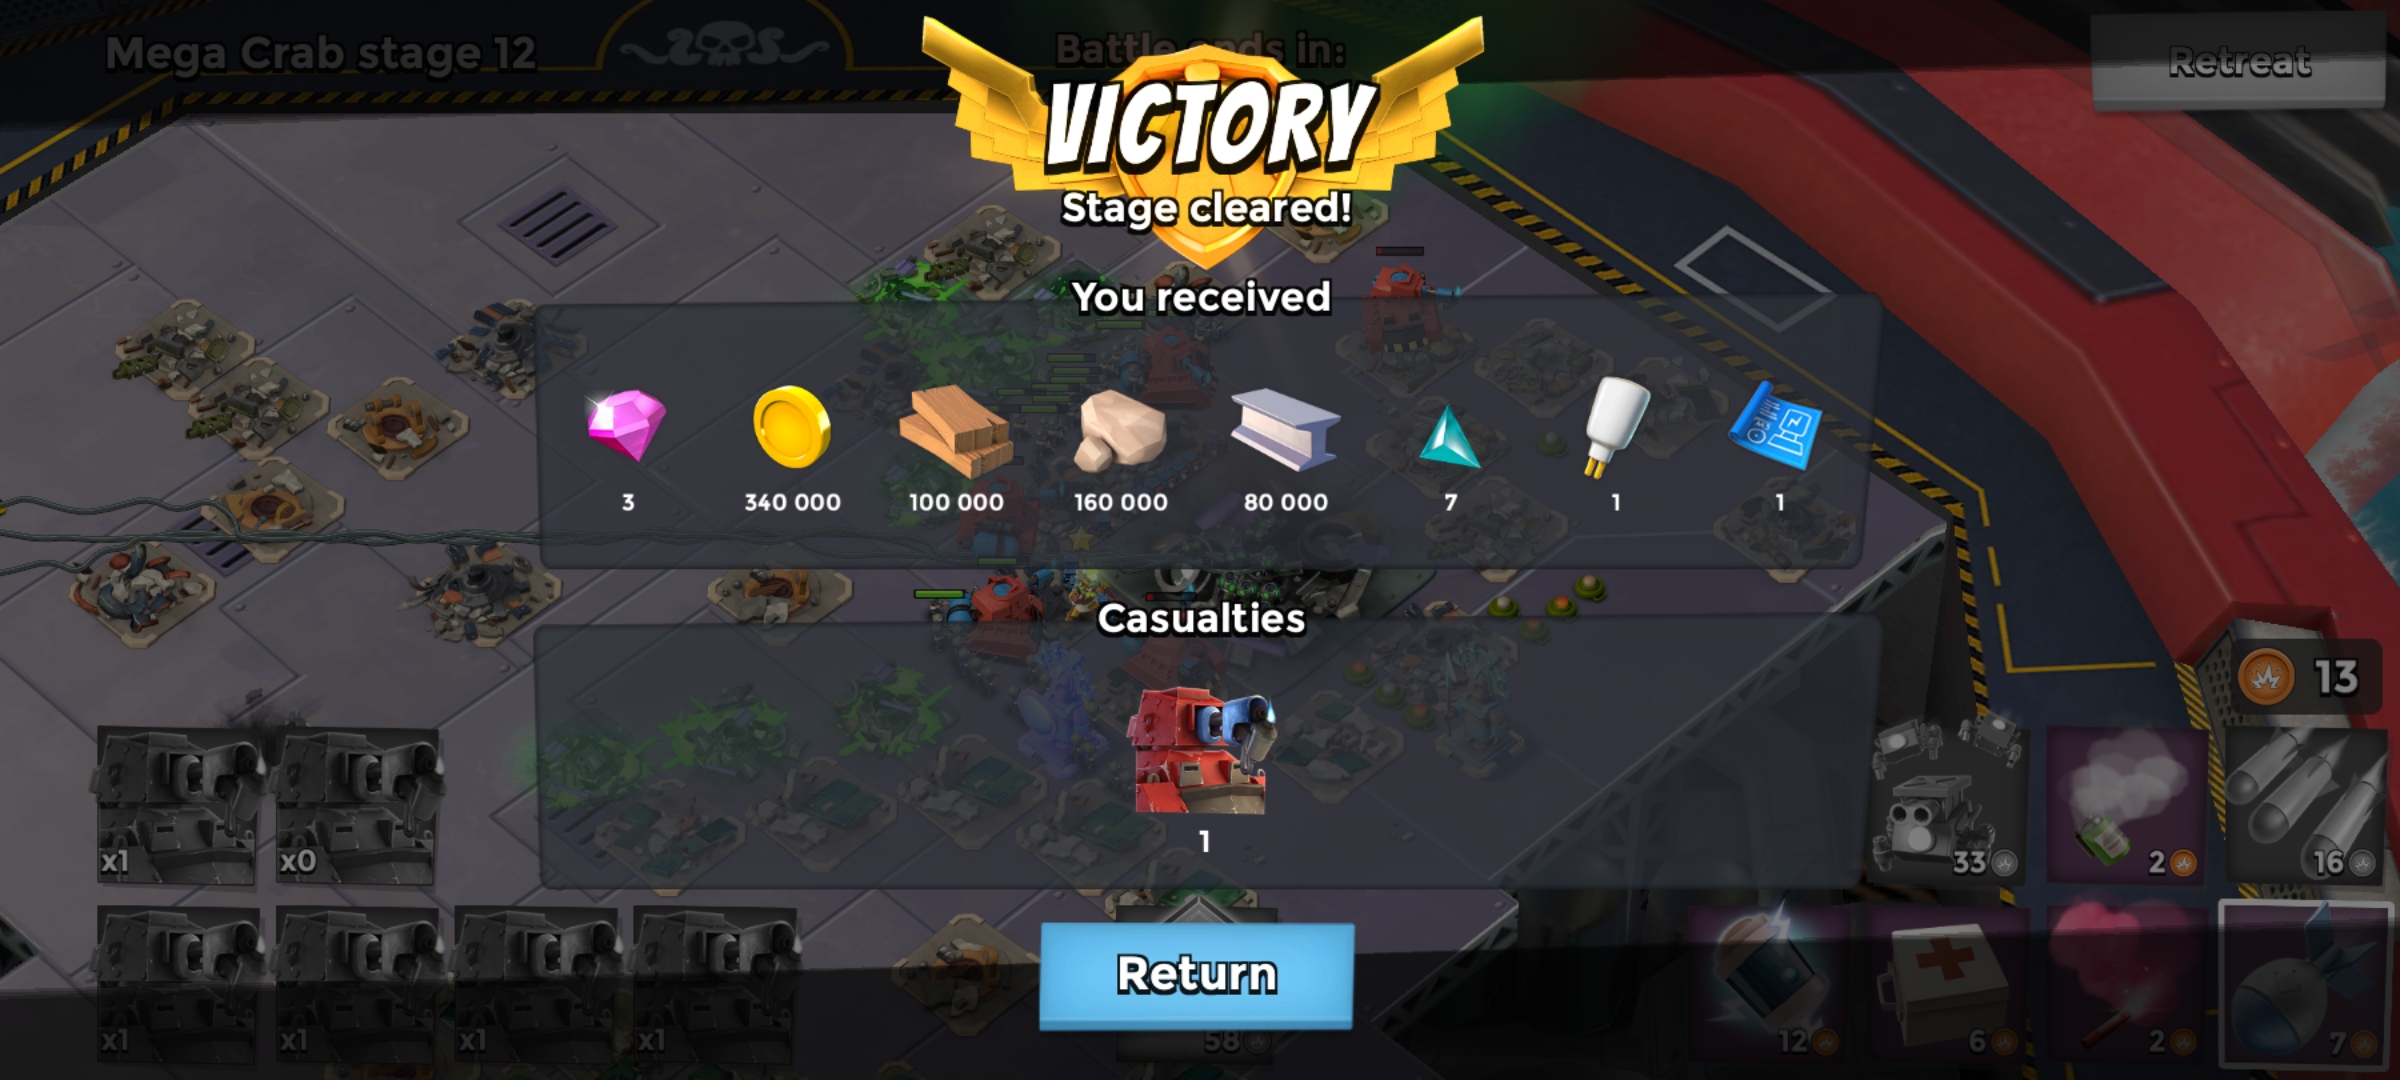 Mega Crab stage 12
Battle ends in:
Retreat
VICTORY
Stage cleared!
You received
3
340 000
100 000
160 000
80 000
7
1
1
Casualties
1
13
x1
x0
33
2
16
x1
x1
x1
x1
Return
58
12
6
2
7